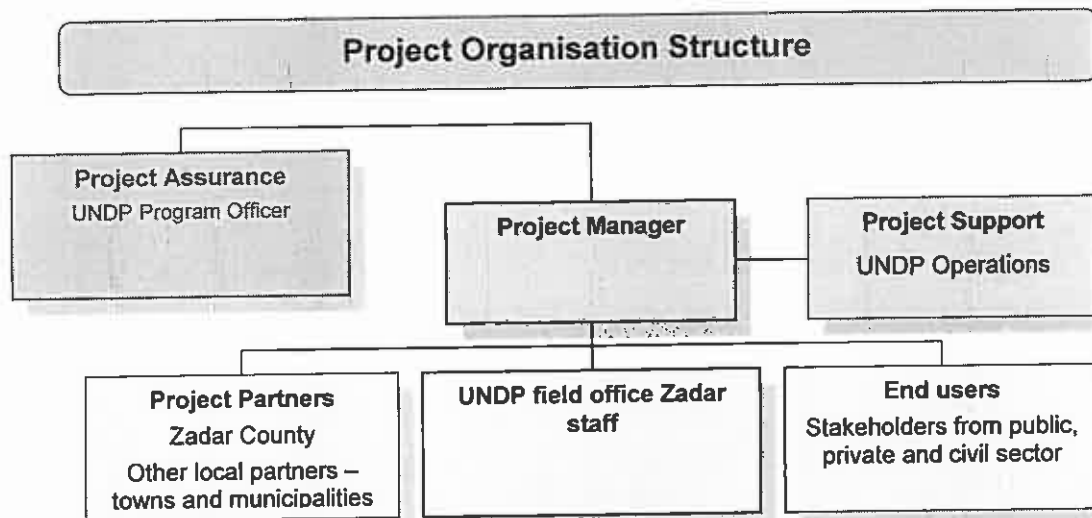 Project Organisation Structure
Project Assurance
UNDP Program Officer
Project Manager
Project Support
UNDP Operations
Project Partners
Zadar County
Other local partners –
towns and municipalities
UNDP field office Zadar
staff
End users
Stakeholders from public,
private and civil sector